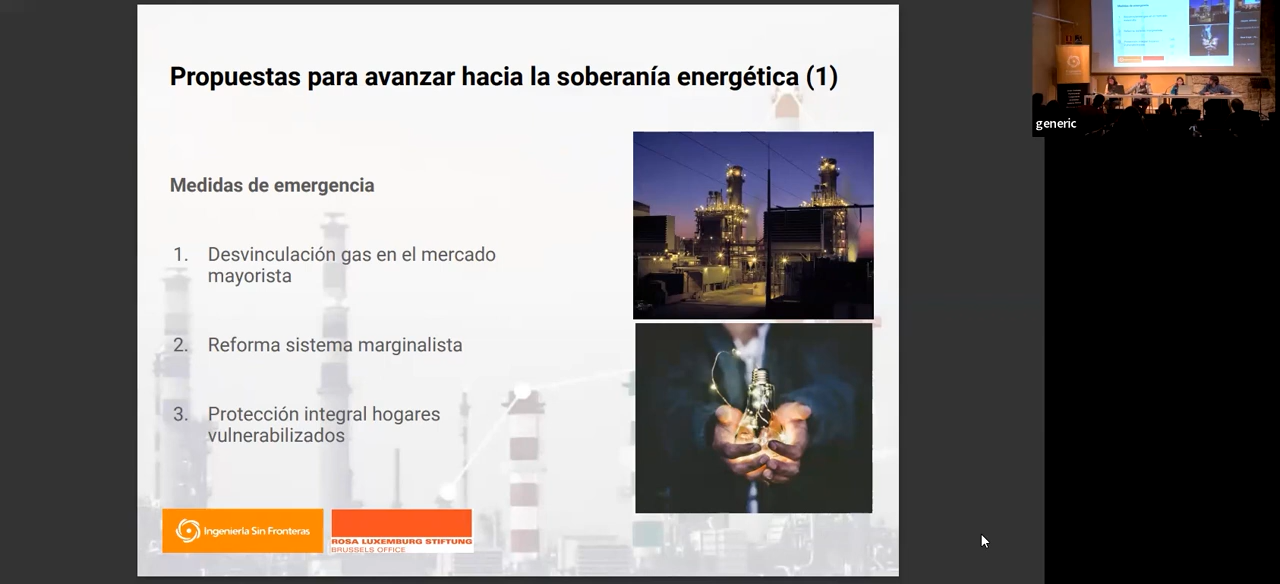 Propuestas para avanzar hacia la soberanía energética (1)
Medidas de emergencia
1. Desvinculación gas en el mercado
mayorista
2. Reforma sistema marginalista
3. Protección integral hogares
vulnerabilizados
Ingeniería Sin Fronteras
ROSA LUXEMBURG STIFTUNG
BRUSSELS OFFICE
generic